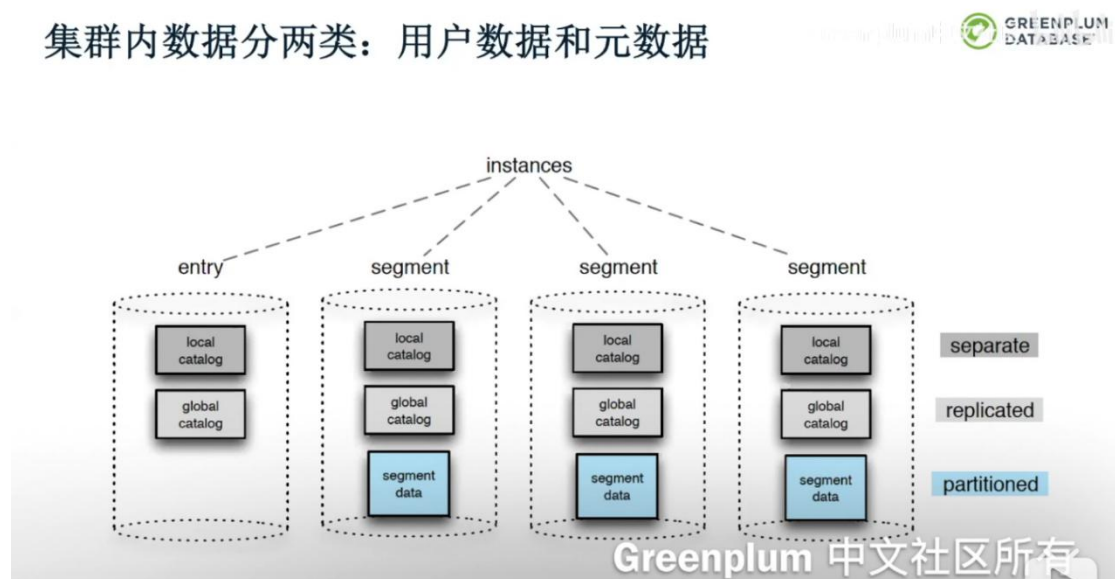 集群内数据分两类：用户数据和元数据
GREENPLUM
DATABASE
instances
entry
segment
segment
segment
local
catalog
local
catalog
local
catalog
local
catalog
separate
global
catalog
global
catalog
global
catalog
global
catalog
replicated
segment
data
segment
data
segment
data
partitioned
Greenplum 中文社区所有